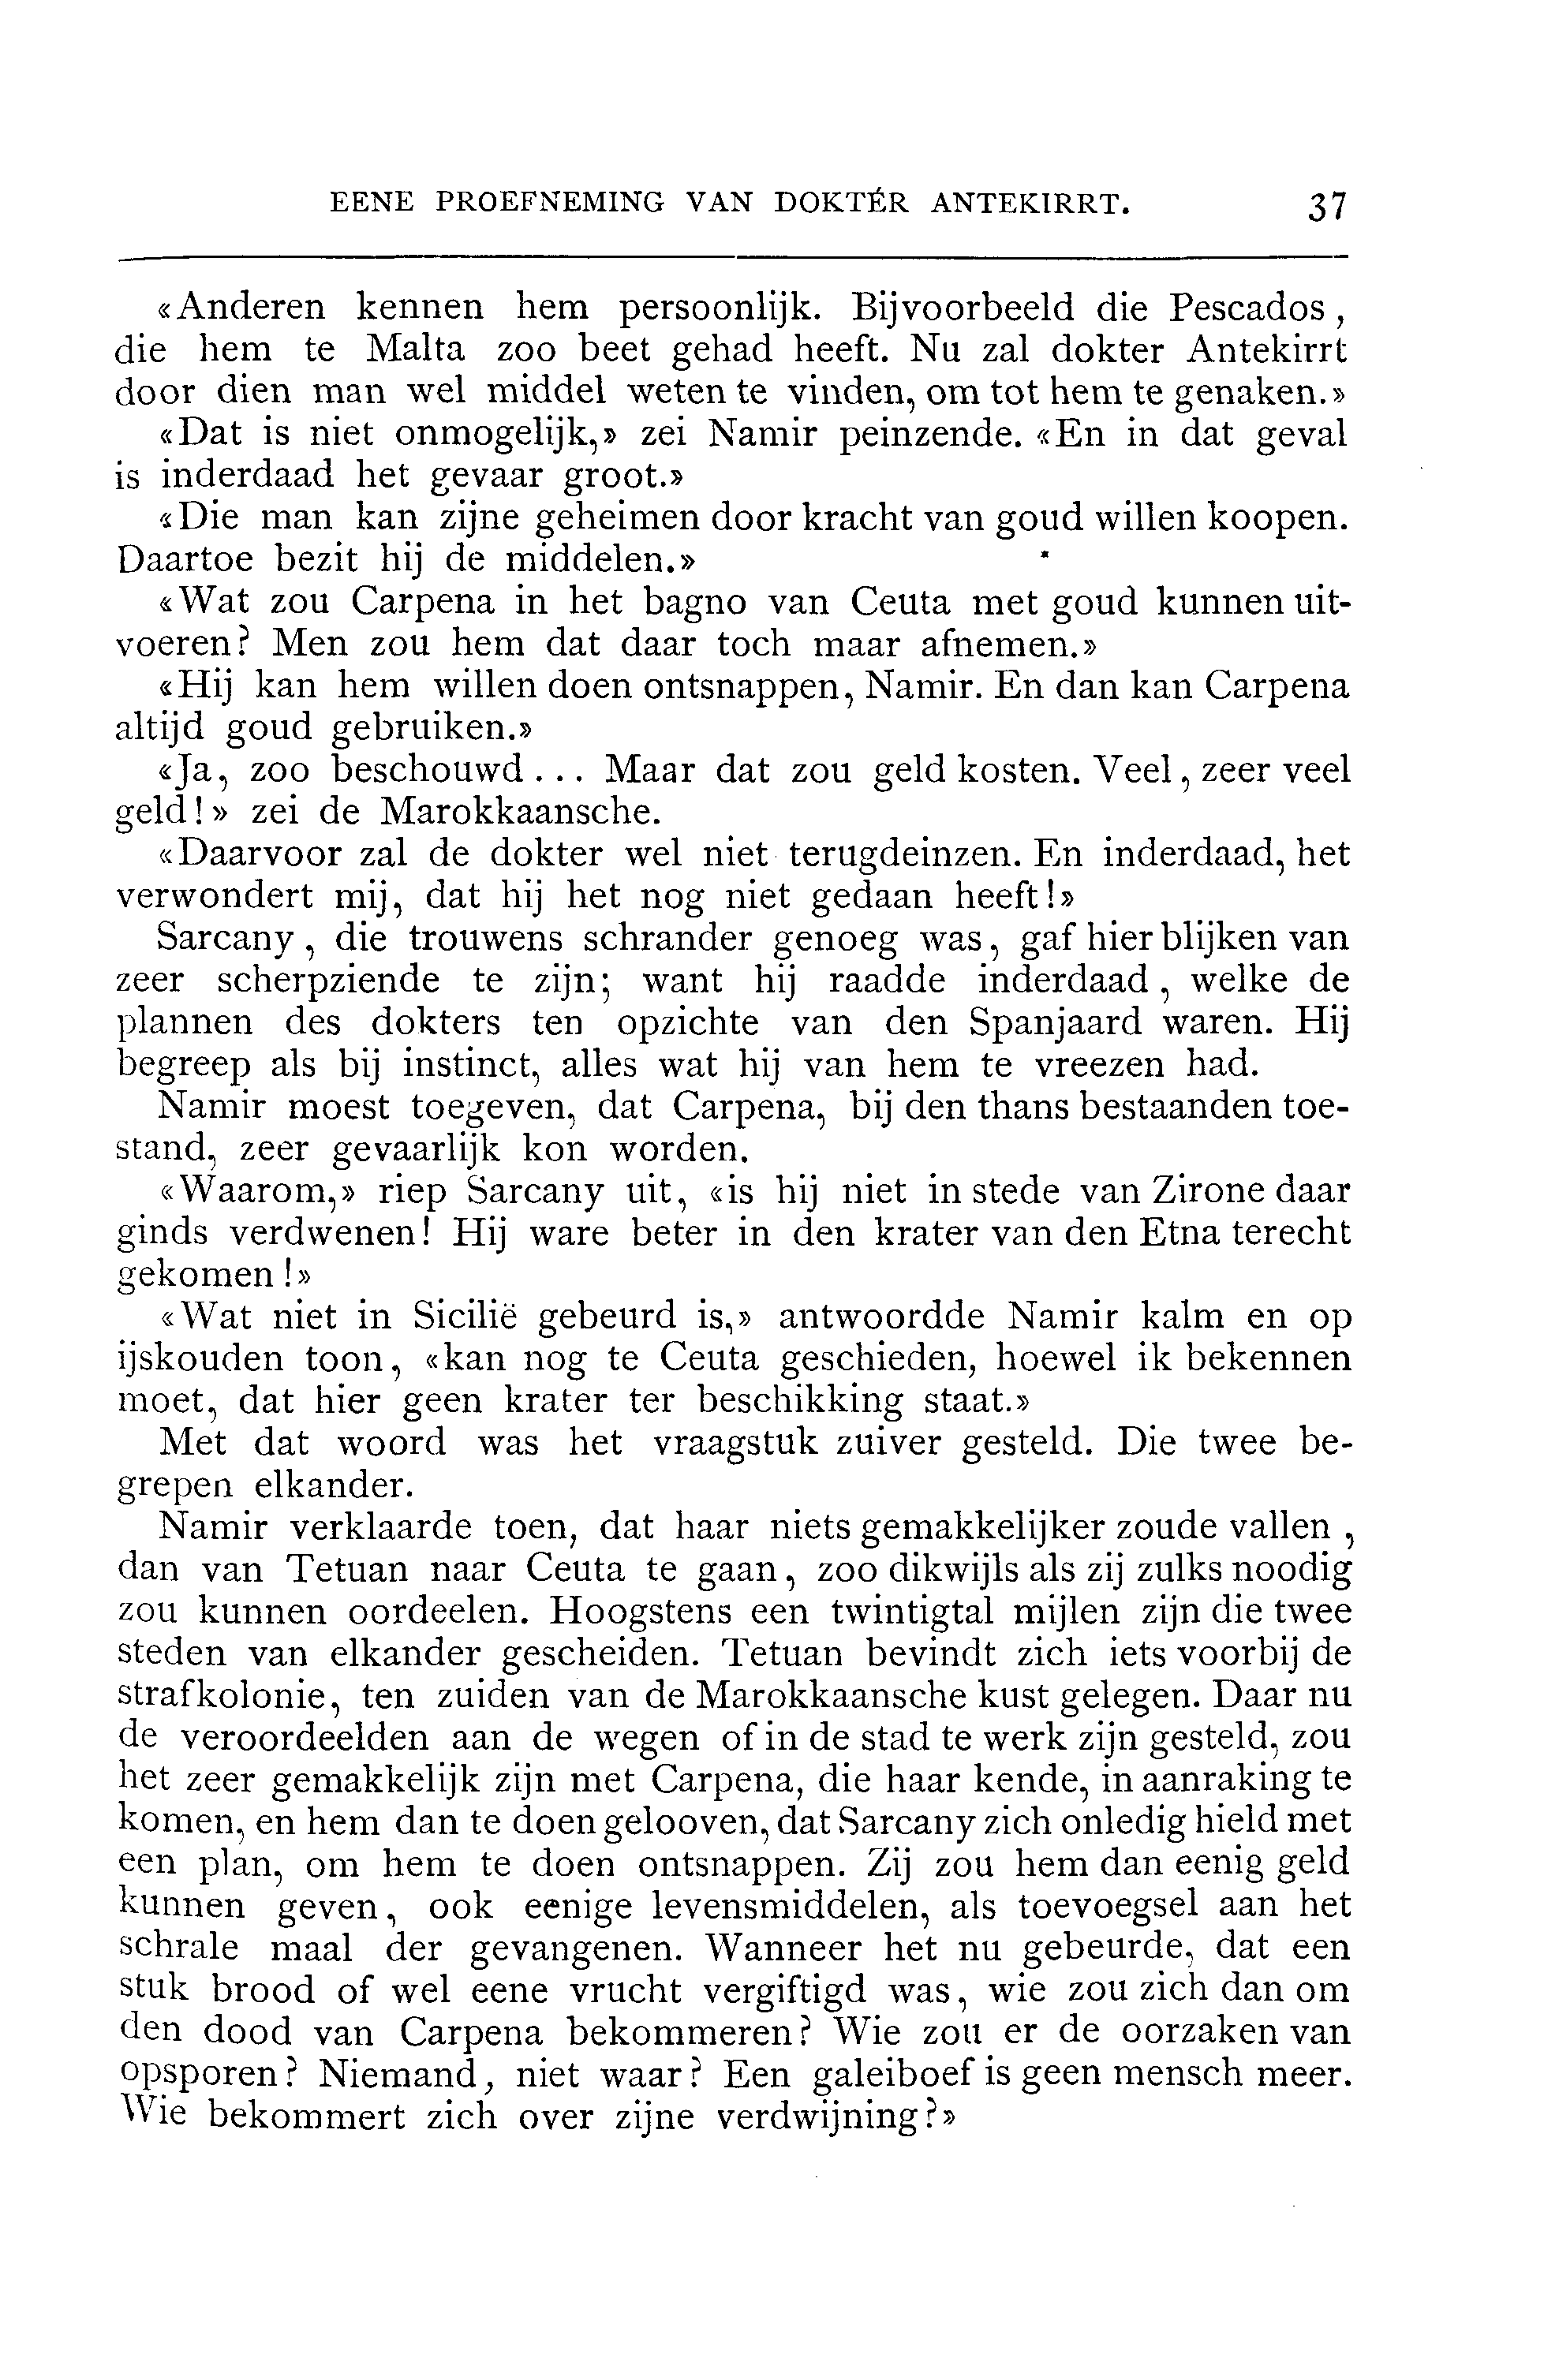 EENE PROEFNEMING VAN DOKTÉR ANTEKIRRT. 37
«Anderen kennen hem persoonlijk. Bijvoorbeeld die Pescados,
die hem te Malta zoo beet gehad heeft. Nu zal dokter Antekirrt
door dien man wel middel weten te vinden, om tot hem te genaken.»
«Dat is niet onmogelijk,» zei Namir peinzende. «En in dat geval
is inderdaad het gevaar groot.»
«Die man kan zijne geheimen door kracht van goud willen koopen.
Daartoe bezit hij de middelen.»
«Wat zou Carpena in het bagno van Ceuta met goud kunnen uit-
voeren? Men zou hem dat daar toch maar afnemen.»
«Hij kan hem willen doen ontsnappen, Namir. En dan kan Carpena
altijd goud gebruiken.»
«Ja, zoo beschouwd... Maar dat zou geld kosten. Veel, zeer veel
geld!» zei de Marokkaansche.
«Daarvoor zal de dokter wel niet terugdeinzen. En inderdaad, het
verwondert mij, dat hij het nog niet gedaan heeft!»
Sarcany, die trouwens schrander genoeg was, gaf hier blijken van
zeer scherpziende te zijn; want hij raadde inderdaad, welke de
plannen des dokters ten opzichte van den Spanjaard waren. Hij
begreep als bij instinct, alles wat hij van hem te vreezen had.
Namir moest toegeven, dat Carpena, bij den thans bestaanden toe-
stand, zeer gevaarlijk kon worden.
«Waarom,» riep Sarcany uit, «is hij niet in stede van Zirone daar
ginds verdwenen! Hij ware beter in den krater van den Etna terecht
gekomen!»
«Wat niet in Sicilië gebeurd is,» antwoordde Namir kalm en op
ijskouden toon, «kan nog te Ceuta geschieden, hoewel ik bekennen
moet, dat hier geen krater ter beschikking staat.»
Met dat woord was het vraagstuk zuiver gesteld. Die twee be-
grepen elkander.
Namir verklaarde toen, dat haar niets gemakkelijker zoude vallen,
dan van Tetuan naar Ceuta te gaan, zoo dikwijls als zij zulks noodig
zou kunnen oordeelen. Hoogstens een twintigtal mijlen zijn die twee
steden van elkander gescheiden. Tetuan bevindt zich iets voorbij de
strafkolonie, ten zuiden van de Marokkaansche kust gelegen. Daar nu
de veroordeelden aan de wegen of in de stad te werk zijn gesteld, zou
het zeer gemakkelijk zijn met Carpena, die haar kende, in aanraking te
komen, en hem dan te doen gelooven, dat Sarcany zich onledig hield met
een plan, om hem te doen ontsnappen. Zij zou hem dan eenig geld
kunnen geven, ook eenige levensmiddelen, als toevoegsel aan het
schrale maal der gevangenen. Wanneer het nu gebeurde, dat een
stuk brood of wel eene vrucht vergiftigd was, wie zou zich dan om
den dood van Carpena bekommeren? Wie zou er de oorzaken van
opsporen? Niemand, niet waar? Een galeiboef is geen mensch meer.
Wie bekommert zich over zijne verdwijning?»